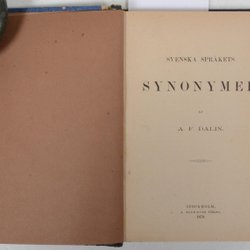 SVENSKA SPRÅKETS
SYNONYMER
AF
A. F. DALIN.
STOCKHOLM,